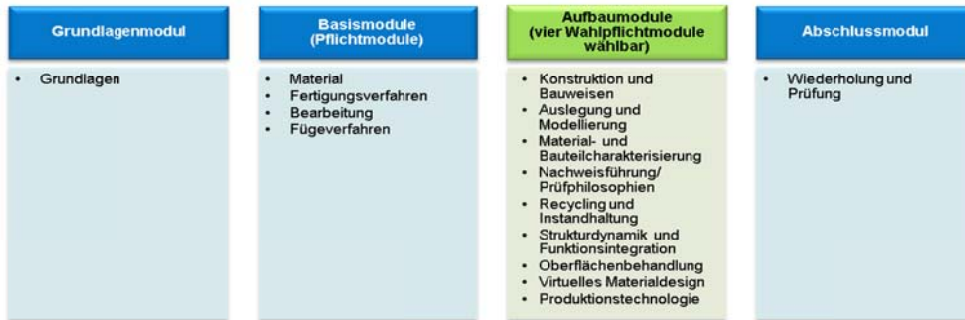 Grundlagenmodul
• Grundlagen
Basismodule
(Pflichtmodule)
• Material
• Fertigungsverfahren
• Bearbeitung
• Fügeverfahren
Aufbaumodule
(vier Wahlpflichtmodule
wählbar)
• Konstruktion und
Bauweisen
• Auslegung und
Modellierung
• Material- und
Bauteilcharakterisierung
• Nachweisführung/
Prüfphilosophien
• Recycling und
Instandhaltung
• Strukturdynamik und
Funktionsintegration
• Oberflächenbehandlung
• Virtuelles Materialdesign
• Produktionstechnologie
Abschlussmodul
• Wiederholung und
Prüfung